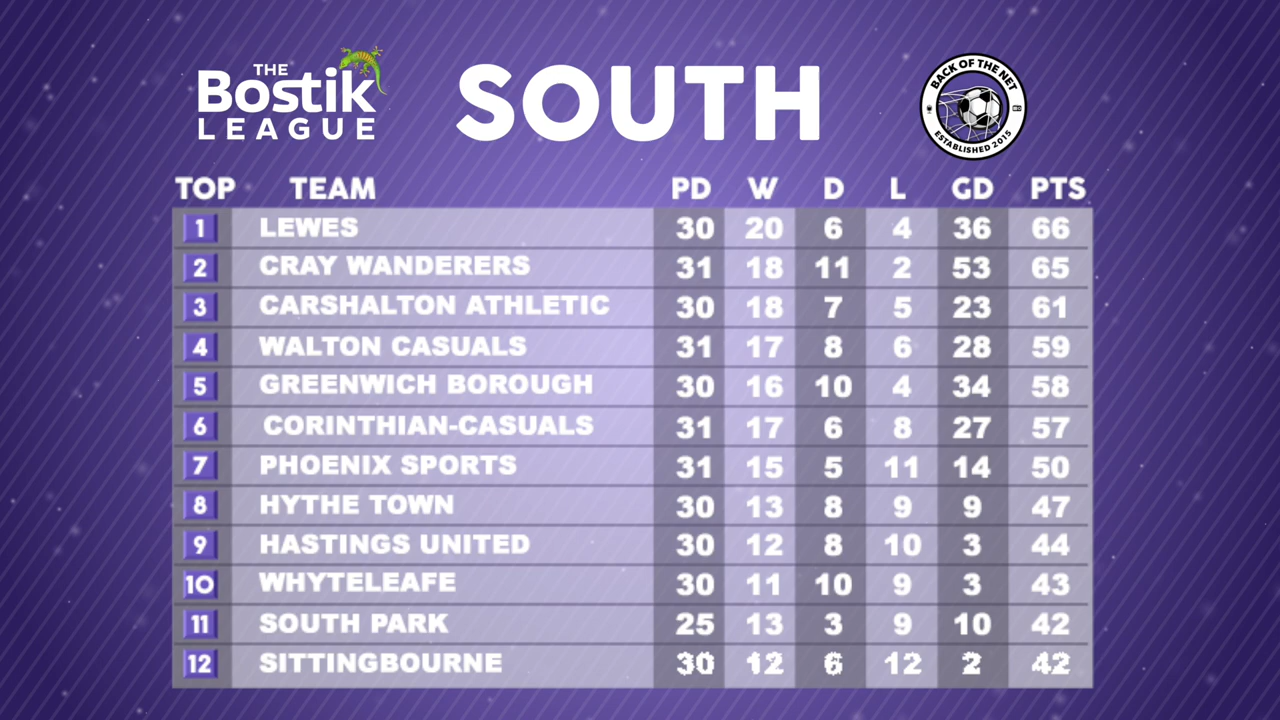 THE
Bostik
LEAGUE
SOUTH
BACK OF THE NET
ESTABLISHED 2015
TOP TEAM PD W D L GD PTS
1 LEWES 30 20 6 4 36 66
2 CRAY WANDERERS 31 18 11 2 53 65
3 CARSHALTON ATHLETIC 30 18 7 5 23 61
4 WALTON CASUALS 31 17 8 6 28 59
5 GREENWICH BOROUGH 30 16 10 4 34 58
6 CORINTHIAN-CASUALS 31 17 6 8 27 57
7 PHOENIX SPORTS 31 15 5 11 14 50
8 HYTHE TOWN 30 13 8 9 9 47
9 HASTINGS UNITED 30 12 8 10 3 44
10 WHYTELEAFE 30 11 10 9 3 43
11 SOUTH PARK 25 13 3 9 10 42
12 SITTINGBOURNE 30 12 6 12 2 42